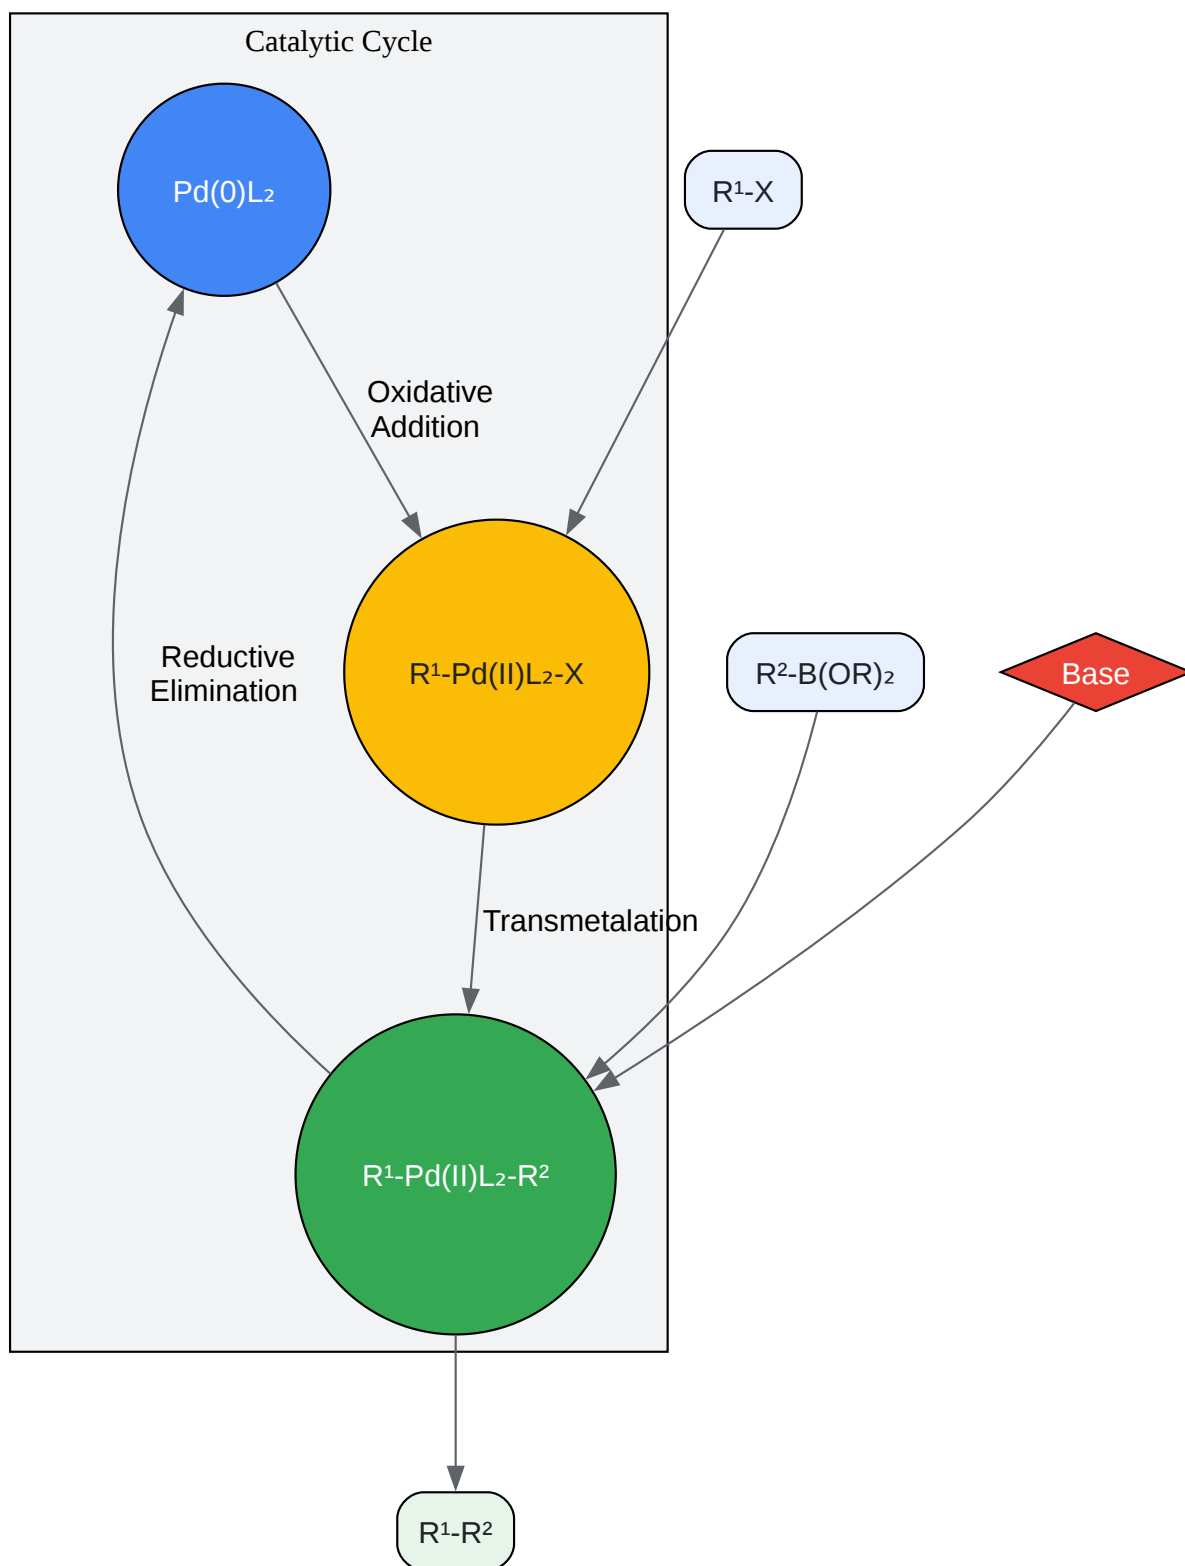 Catalytic Cycle
Pd(0)L₂
R¹-X
Oxidative
Addition
Reductive
Elimination
R¹-Pd(II)L₂-X
R²-B(OR)₂
Base
Transmetalation
R¹-Pd(II)L₂-R²
R¹-R²